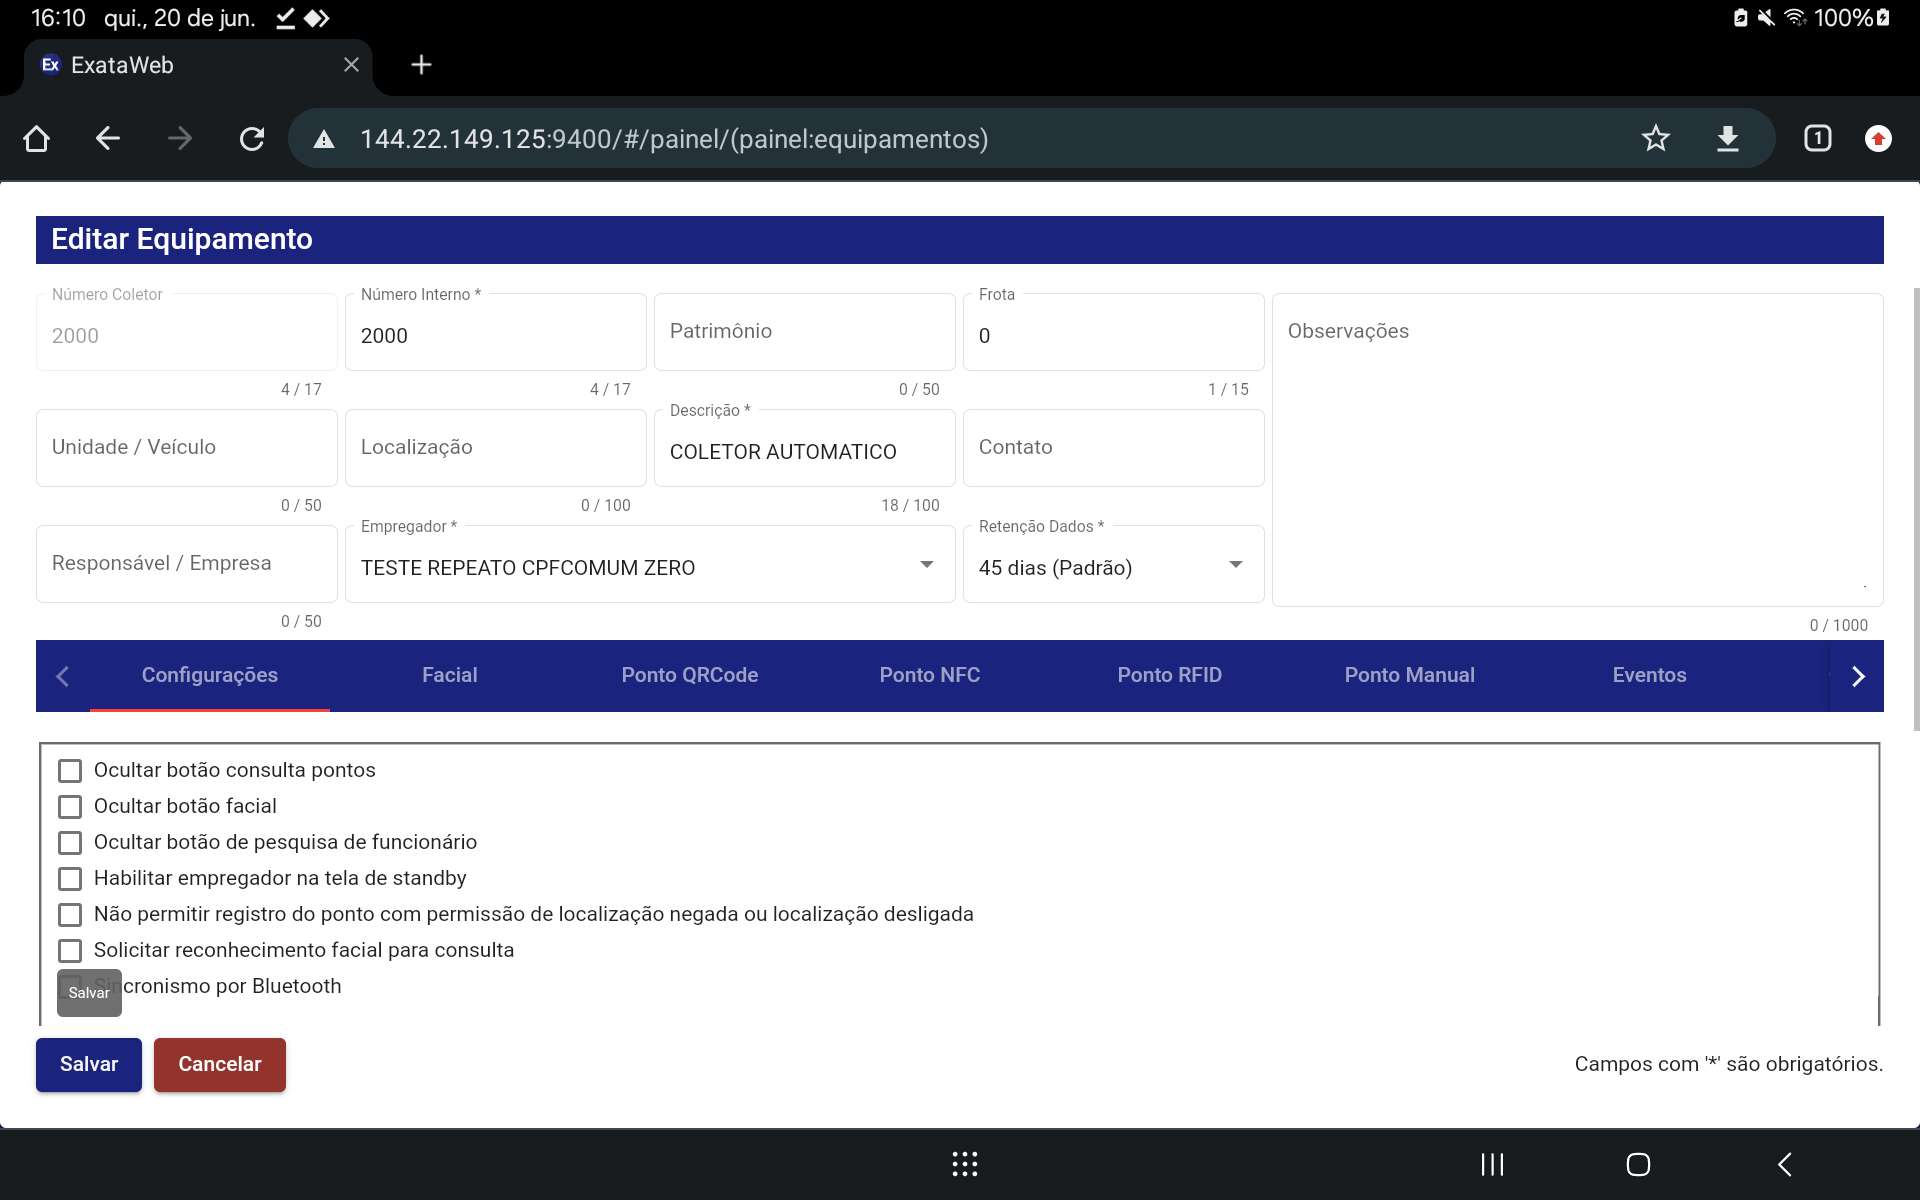 16:10 qui., 20 de jun. 100%
Ex ExataWeb
144.22.149.125:9400/#/painel/(painel:equipamentos) 1
Editar Equipamento
Número Coletor Número Interno * Frota
2000 2000 Patrimônio 0 Observações
4 / 17 4 / 17 0 / 50 1 / 15
Descrição *
Unidade / Veículo Localização COLETOR AUTOMATICO Contato
0 / 50 0 / 100 18 / 100
Empregador * Retenção Dados *
Responsável / Empresa TESTE REPEATO CPFCOMUM ZERO 45 dias (Padrão)
0 / 50 0 / 1000
Configurações Facial Ponto QRCode Ponto NFC Ponto RFID Ponto Manual Eventos
Ocultar botão consulta pontos
Ocultar botão facial
Ocultar botão de pesquisa de funcionário
Habilitar empregador na tela de standby
Não permitir registro do ponto com permissão de localização negada ou localização desligada
Solicitar reconhecimento facial para consulta
Sincronismo por Bluetooth
Salvar
Salvar Cancelar Campos com '*' são obrigatórios.